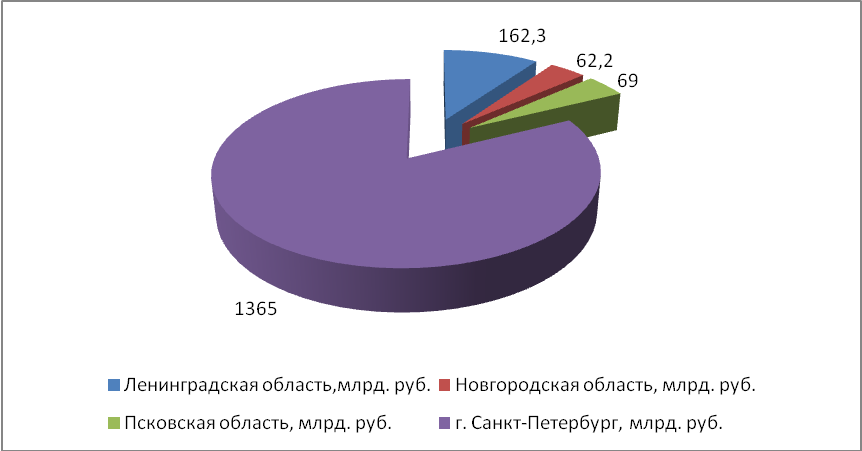 162,3
62,2
69
1365
Ленинградская область,млрд. руб.
Новгородская область, млрд. руб.
Псковская область, млрд. руб.
г. Санкт-Петербург, млрд. руб.